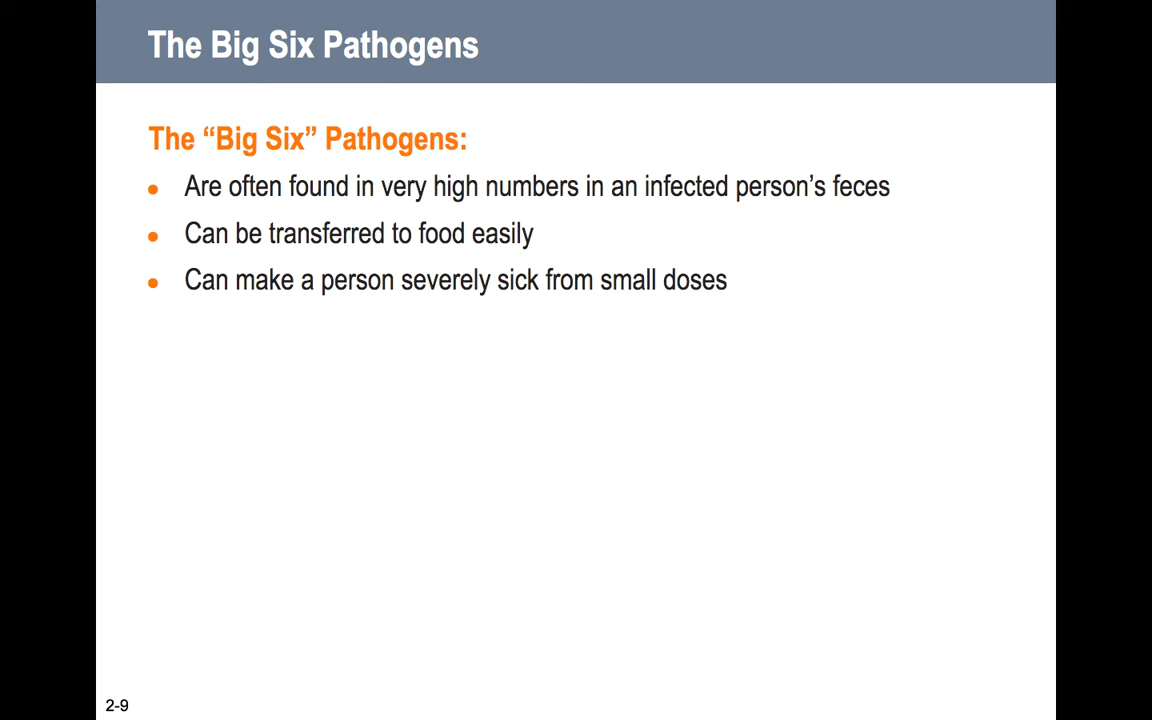 The Big Six Pathogens
The “Big Six” Pathogens:
Are often found in very high numbers in an infected person’s feces
Can be transferred to food easily
Can make a person severely sick from small doses
2-9